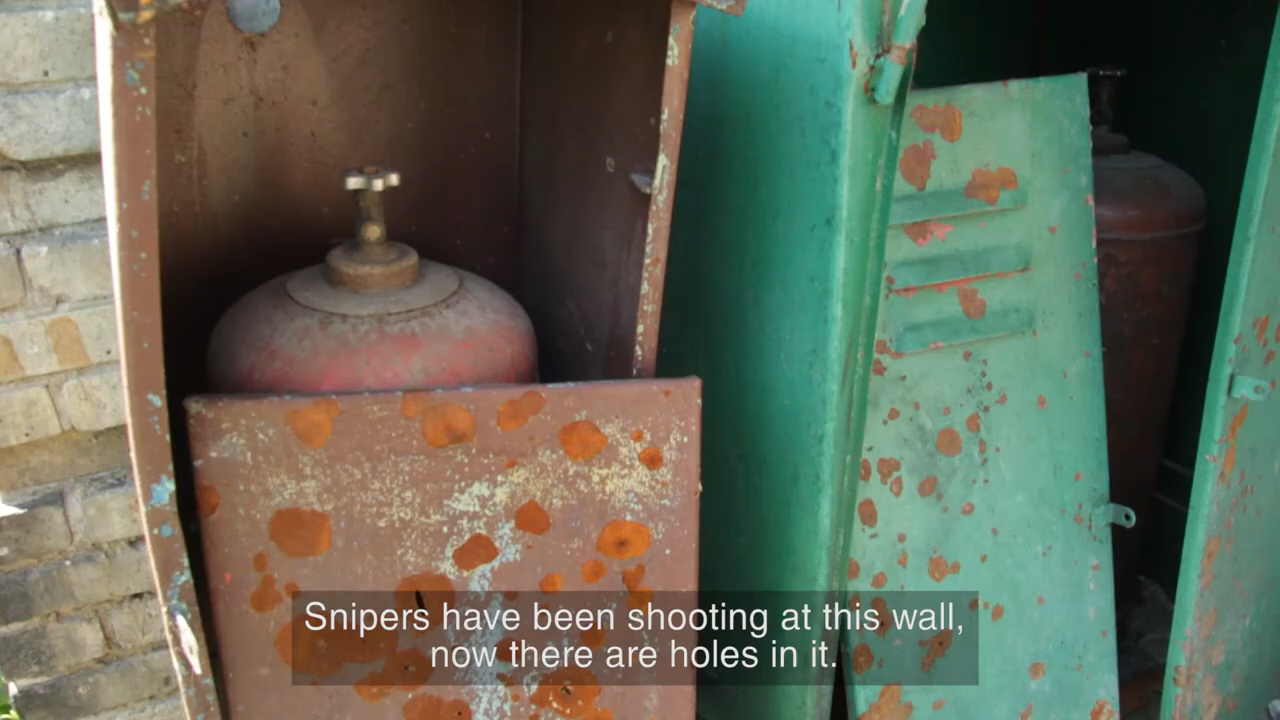 Snipers have been shooting at this wall,
now there are holes in it.